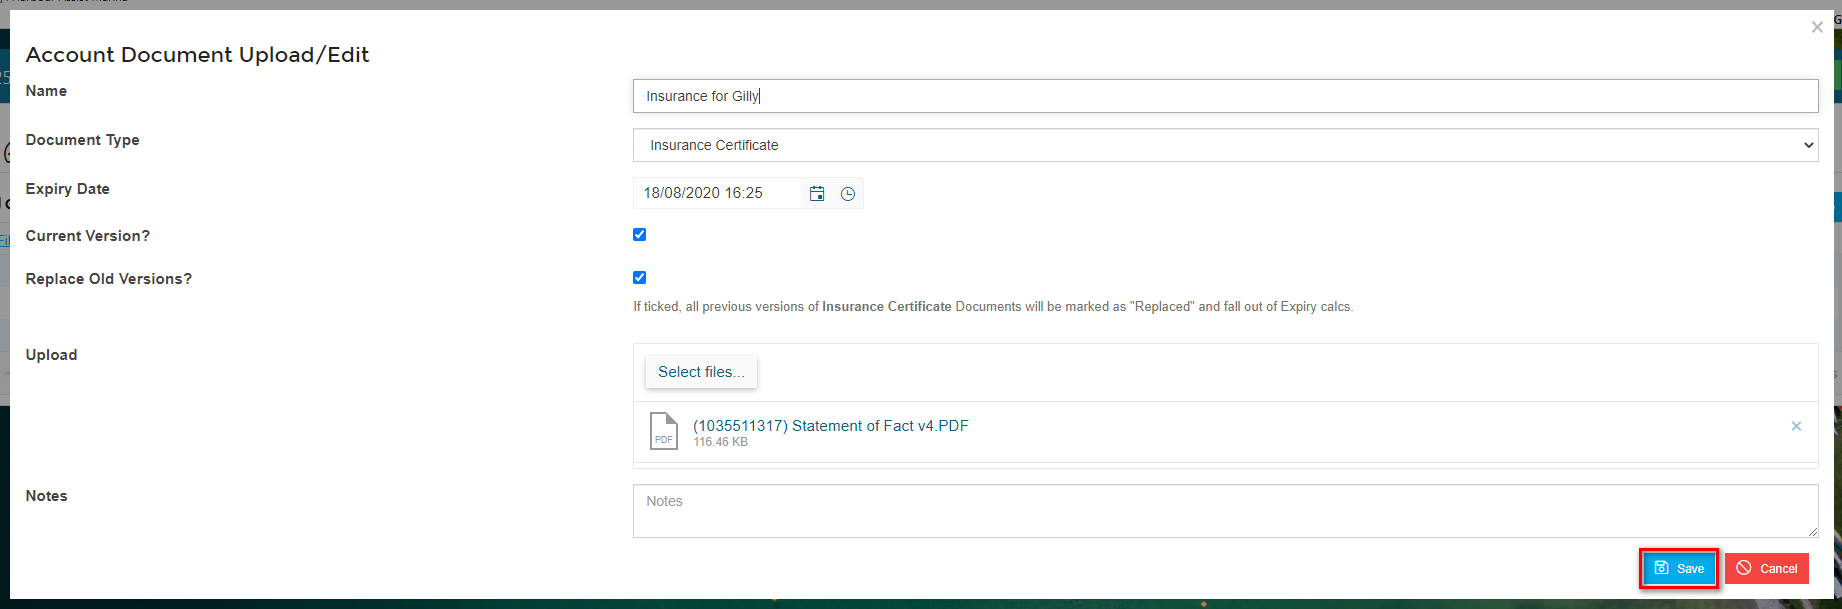 Account Document Upload/Edit
Name
Insurance for Gilly
Document Type
Insurance Certificate
Expiry Date
18/08/2020 16:25
Current Version?
Replace Old Versions?
If ticked, all previous versions of Insurance Certificate Documents will be marked as "Replaced" and fall out of Expiry calcs.
Upload
Select files...
PDF
(1035511317) Statement of Fact v4.PDF
116.46 KB
Notes
Notes
Save
Cancel